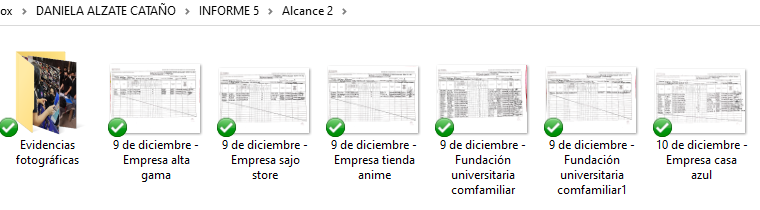 ox > DANIELA ALZATE CATAÑO > INFORME 5 > Alcance 2 >
Evidencias
fotográficas
9 de diciembre -
Empresa alta
gama
9 de diciembre -
Empresa sajo
store
9 de diciembre -
Empresa tienda
anime
9 de diciembre -
Fundación
universitaria
comfamiliar
9 de diciembre -
Fundación
universitaria
comfamiliar1
10 de diciembre -
Empresa casa
azul